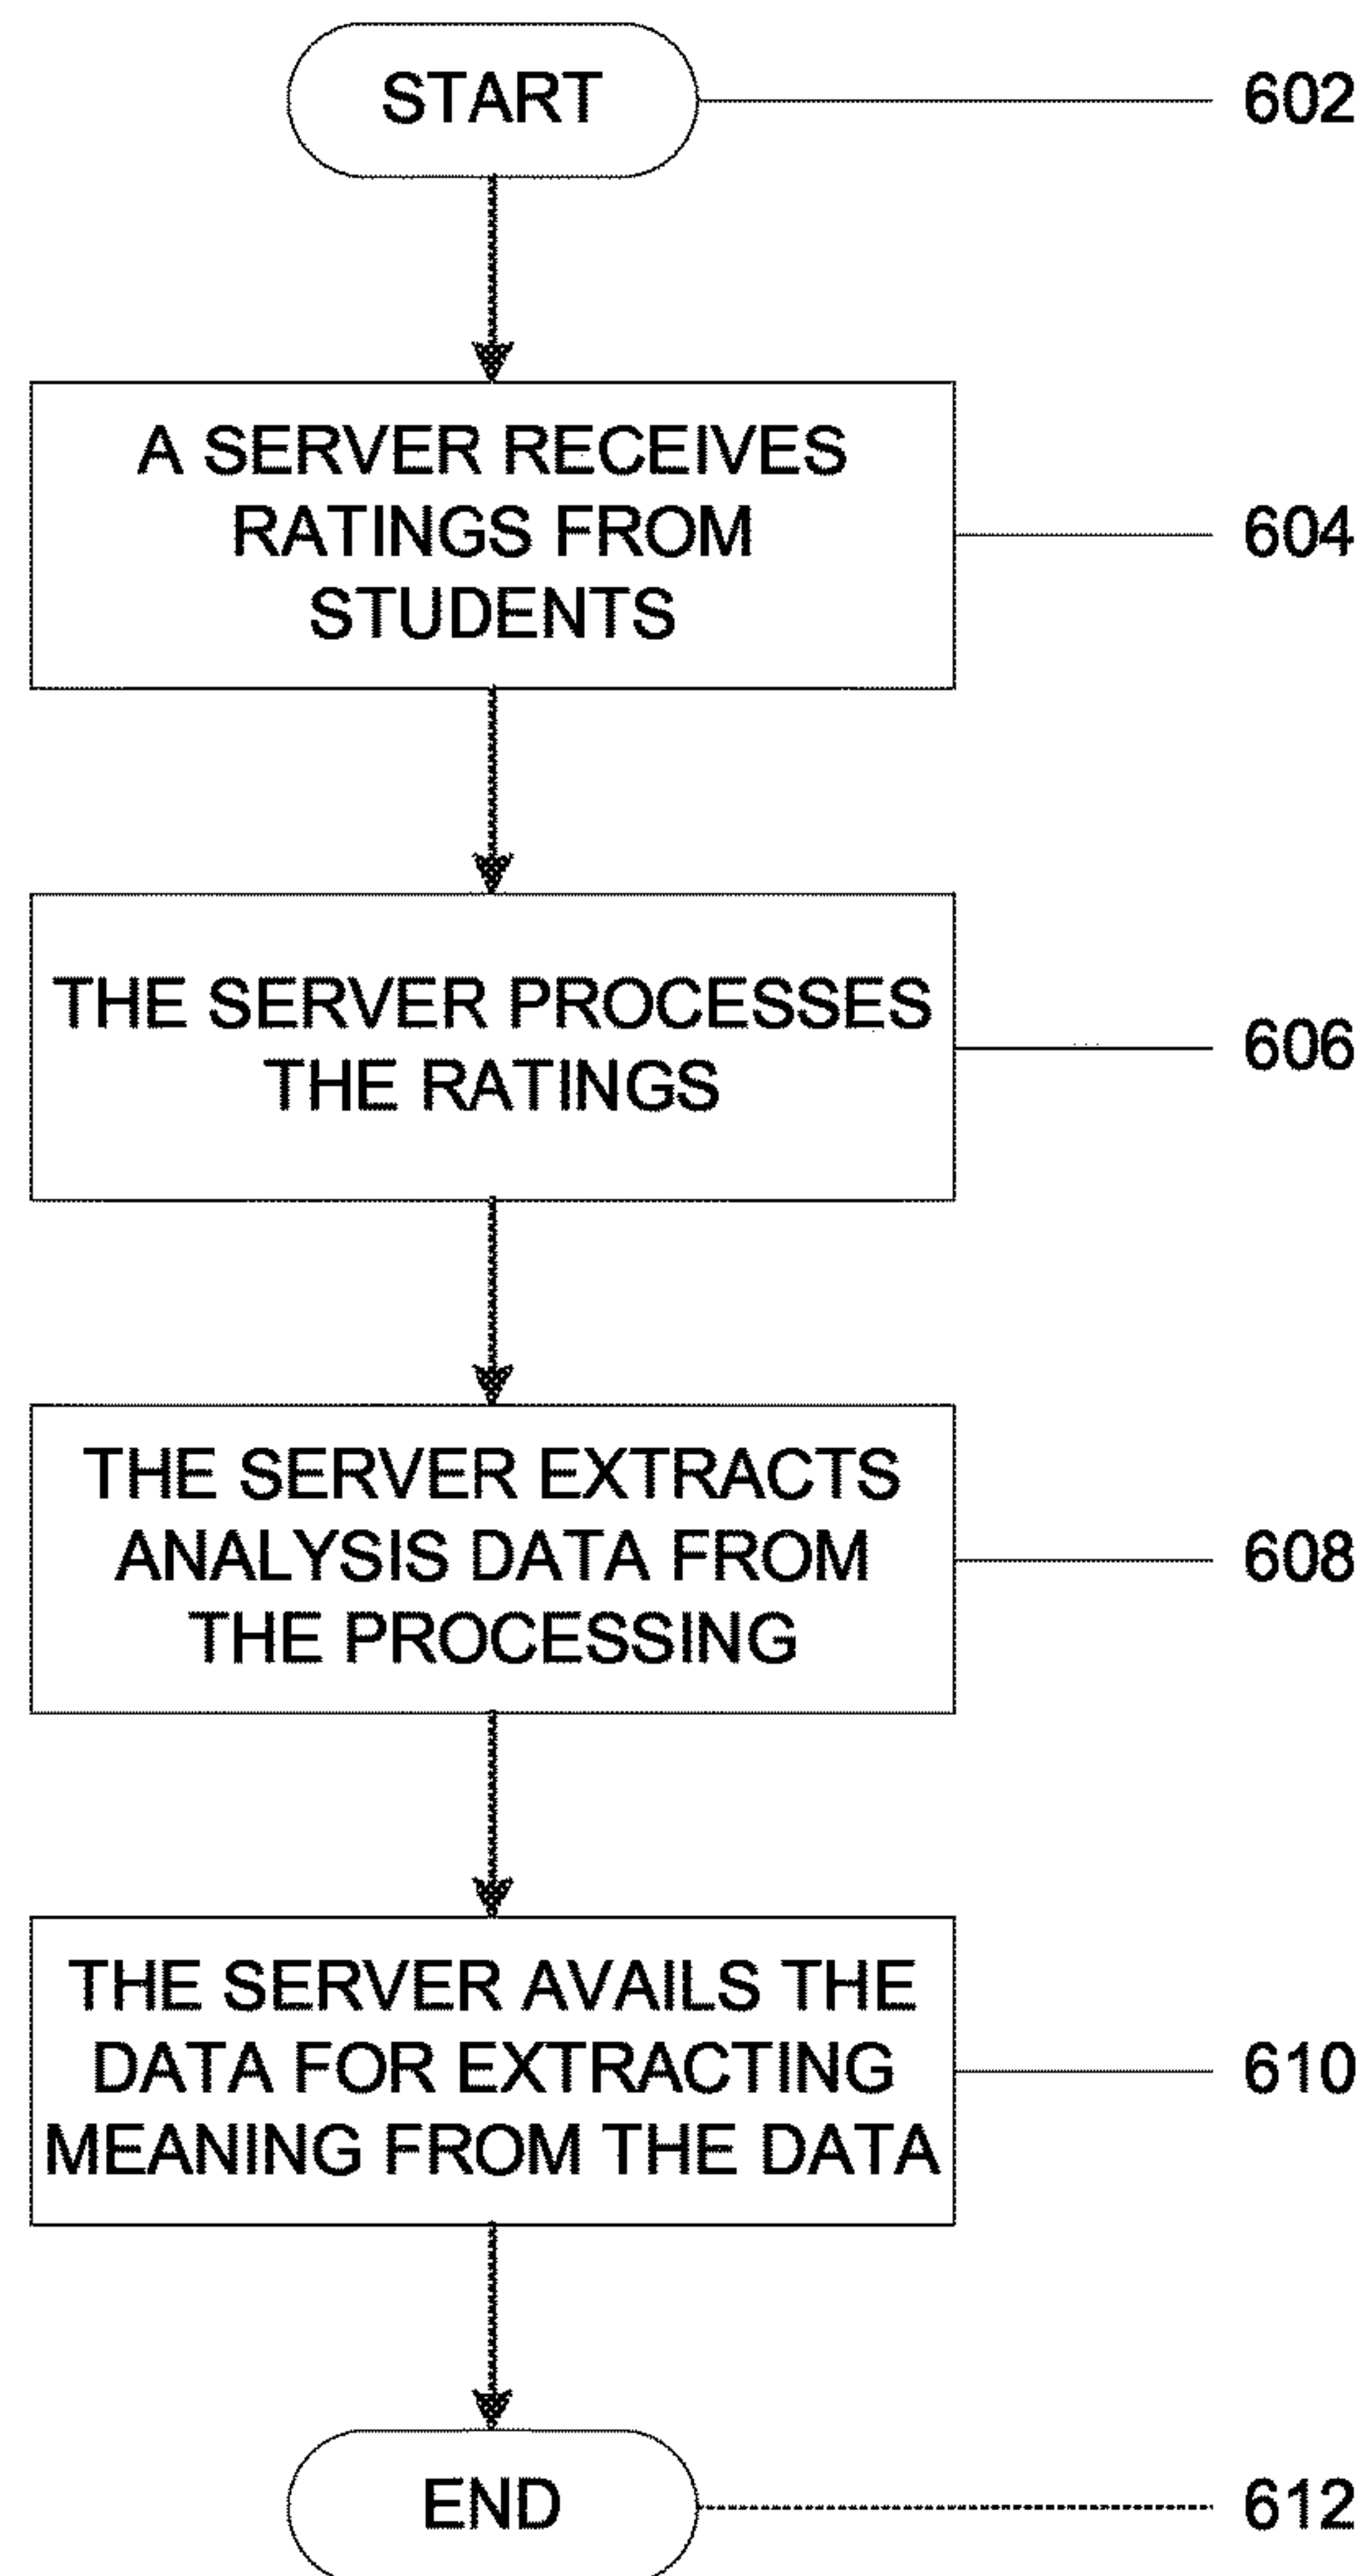 START
602
A SERVER RECEIVES
RATINGS FROM
STUDENTS
604
THE SERVER PROCESSES
THE RATINGS
606
THE SERVER EXTRACTS
ANALYSIS DATA FROM
THE PROCESSING
608
THE SERVER AVAILS THE
DATA FOR EXTRACTING
MEANING FROM THE DATA
610
END
612